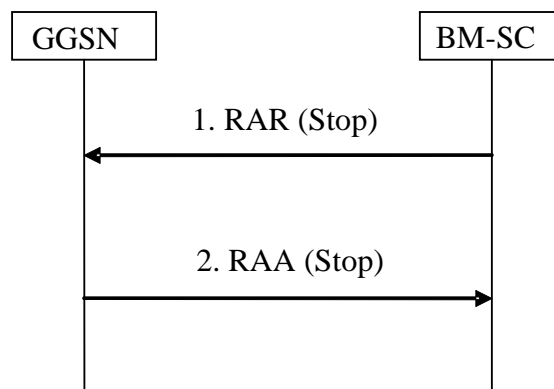 GGSN
BM-SC
1. RAR (Stop)
2. RAA (Stop)